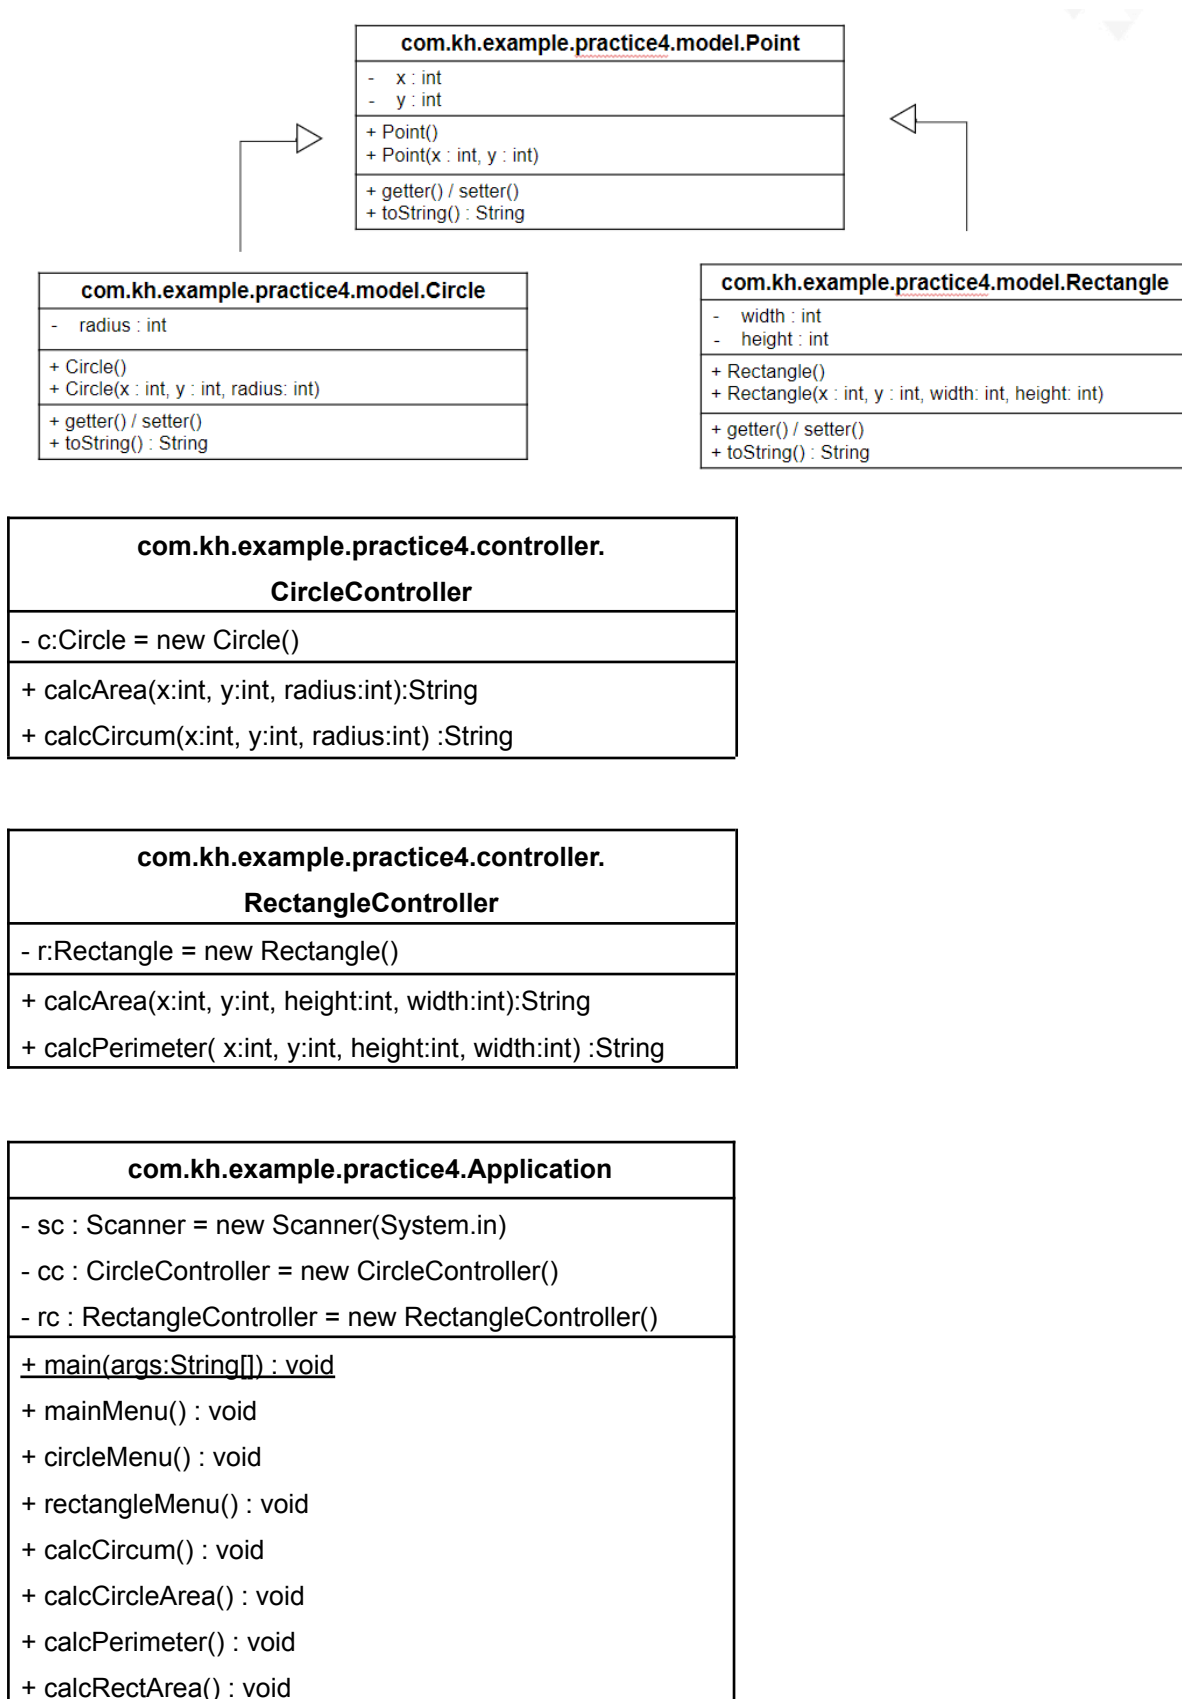 com.kh.example.practice4.model.Point
- x : int
- y : int
+ Point()
+ Point(x : int, y : int)
+ getter() / setter()
+ toString() : String
com.kh.example.practice4.model.Circle
- radius : int
+ Circle()
+ Circle(x : int, y : int, radius: int)
+ getter() / setter()
+ toString() : String
com.kh.example.practice4.model.Rectangle
- width : int
- height : int
+ Rectangle()
+ Rectangle(x : int, y : int, width: int, height: int)
+ getter() / setter()
+ toString() : String
com.kh.example.practice4.controller.
CircleController
- c:Circle = new Circle()
+ calcArea(x:int, y:int, radius:int):String
+ calcCircum(x:int, y:int, radius:int) :String
com.kh.example.practice4.controller.
RectangleController
- r:Rectangle = new Rectangle()
+ calcArea(x:int, y:int, height:int, width:int):String
+ calcPerimeter( x:int, y:int, height:int, width:int) :String
com.kh.example.practice4.Application
- sc : Scanner = new Scanner(System.in)
- cc : CircleController = new CircleController()
- rc : RectangleController = new RectangleController()
+ main(args:String[]) : void
+ mainMenu() : void
+ circleMenu() : void
+ rectangleMenu() : void
+ calcCircum() : void
+ calcCircleArea() : void
+ calcPerimeter() : void
+ calcRectArea() : void